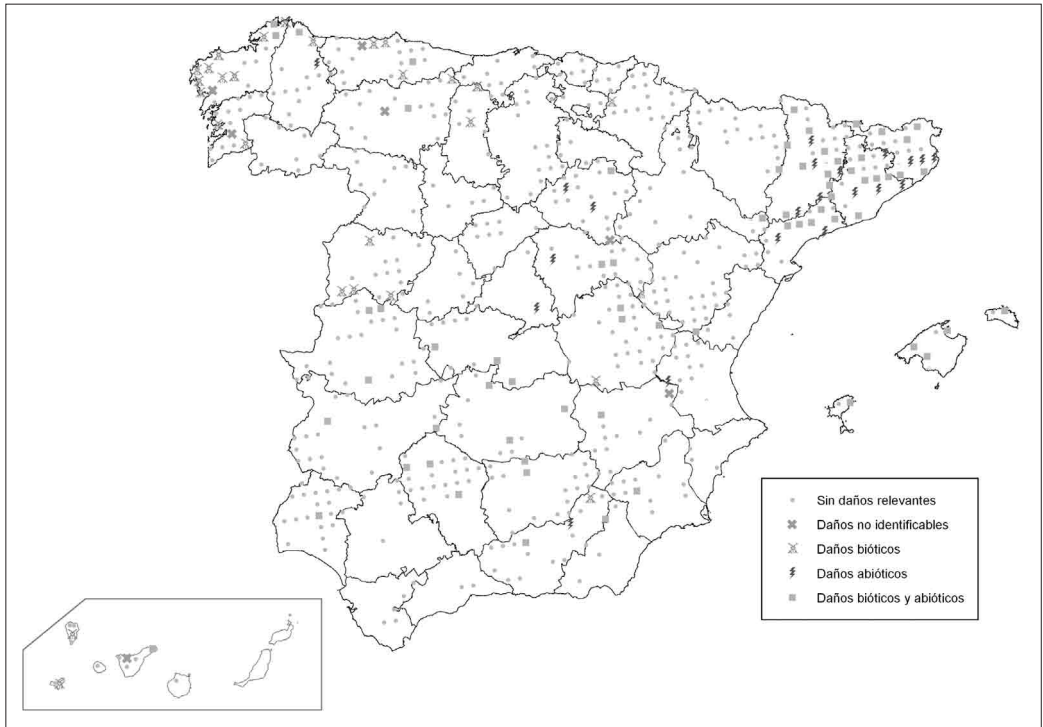 Sin daños relevantes
Daños no identificables
Daños bióticos
Daños abióticos
Daños bióticos y abióticos